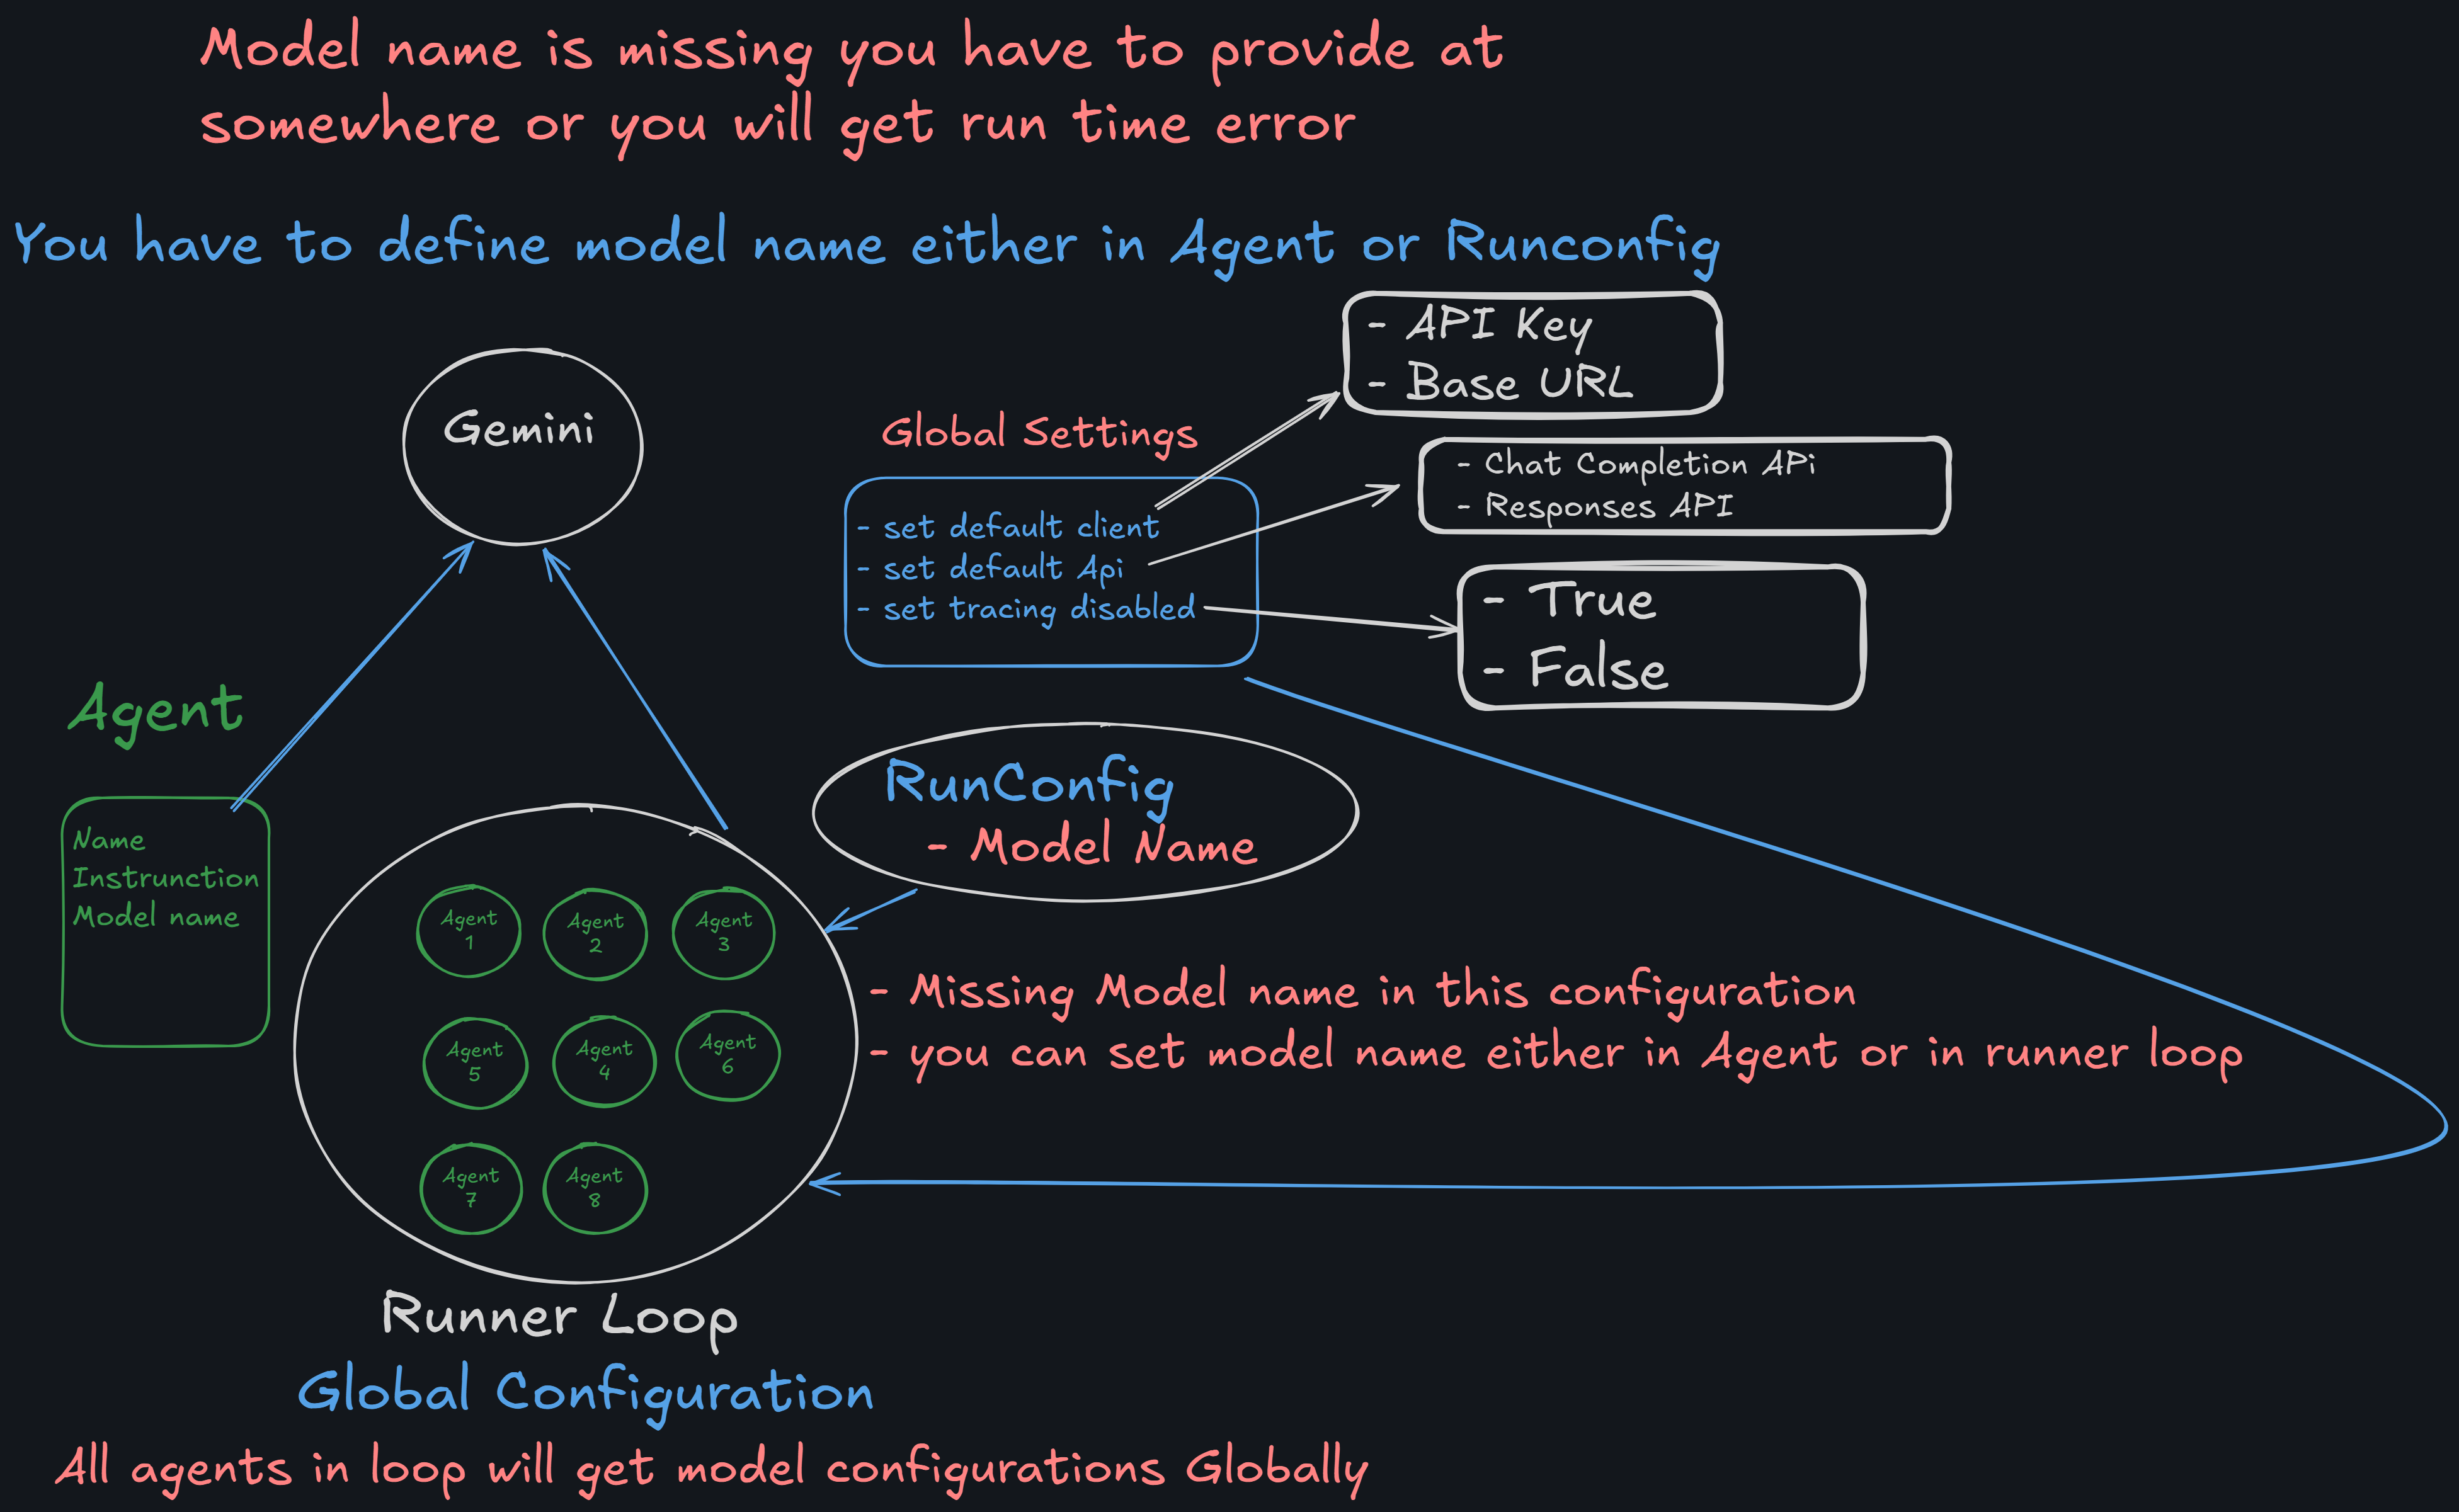 Model name is missing you have to provide at
somewhere or you will get run time error
You have to define model name either in Agent or Runconfig
- API Key
- Base URL
Gemini
Global Settings
- Chat Completion APi
- Responses API
- set default client
- set default Api
- set tracing disabled
- True
- False
Agent
Name
Instrunction
Model name
RunConfig
- Model Name
Agent
1
Agent
2
Agent
3
- Missing Model name in this configuration
- you can set model name either in Agent or in runner loop
Agent
5
Agent
4
Agent
6
Agent
7
Agent
8
Runner Loop
Global Configuration
All agents in loop will get model configurations Globally